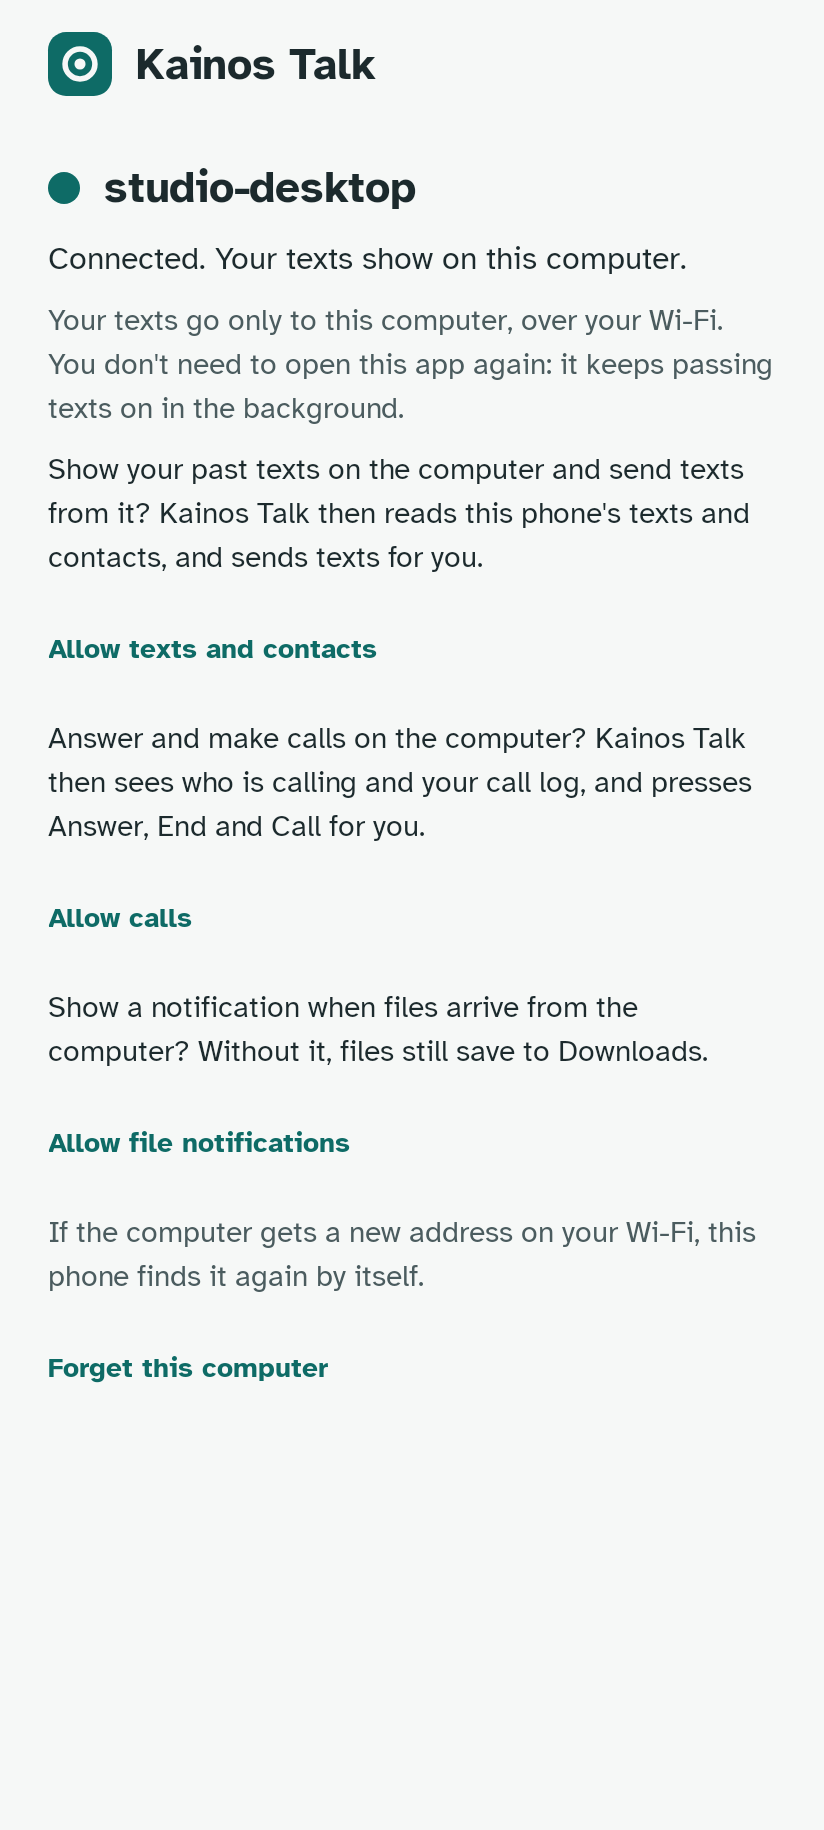 Kainos Talk
studio-desktop
Connected. Your texts show on this computer.
Your texts go only to this computer, over your Wi-Fi.
You don't need to open this app again: it keeps passing
texts on in the background.
Show your past texts on the computer and send texts
from it? Kainos Talk then reads this phone's texts and
contacts, and sends texts for you.
Allow texts and contacts
Answer and make calls on the computer? Kainos Talk
then sees who is calling and your call log, and presses
Answer, End and Call for you.
Allow calls
Show a notification when files arrive from the
computer? Without it, files still save to Downloads.
Allow file notifications
If the computer gets a new address on your Wi-Fi, this
phone finds it again by itself.
Forget this computer